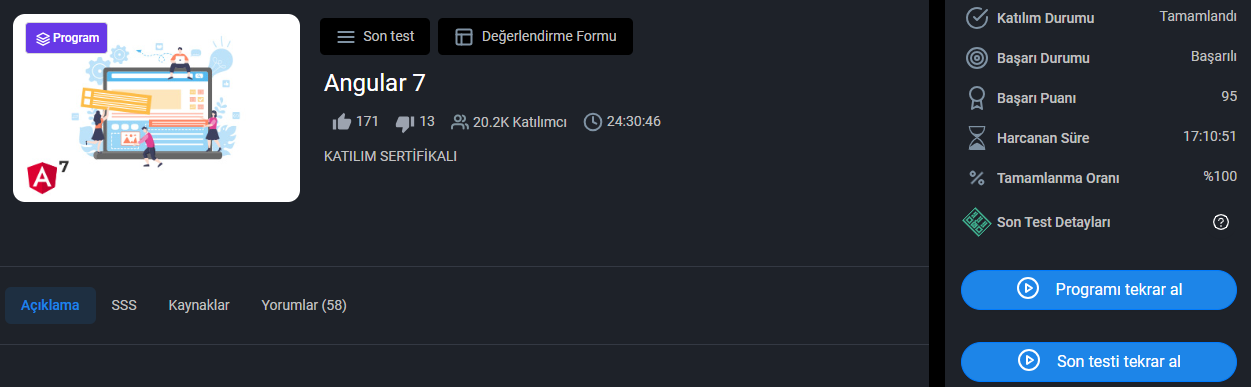 Program
Son test
Değerlendirme Formu
Angular 7
171
13
20.2K Katılımcı
24:30:46
KATILIM SERTİFİKALI
A 7
Açıklama
SSS
Kaynaklar
Yorumlar (58)
Katılım Durumu Tamamlandı
Başarı Durumu Başarılı
Başarı Puanı 95
Harcanan Süre 17:10:51
Tamamlanma Oranı %100
Son Test Detayları
Programı tekrar al
Son testi tekrar al